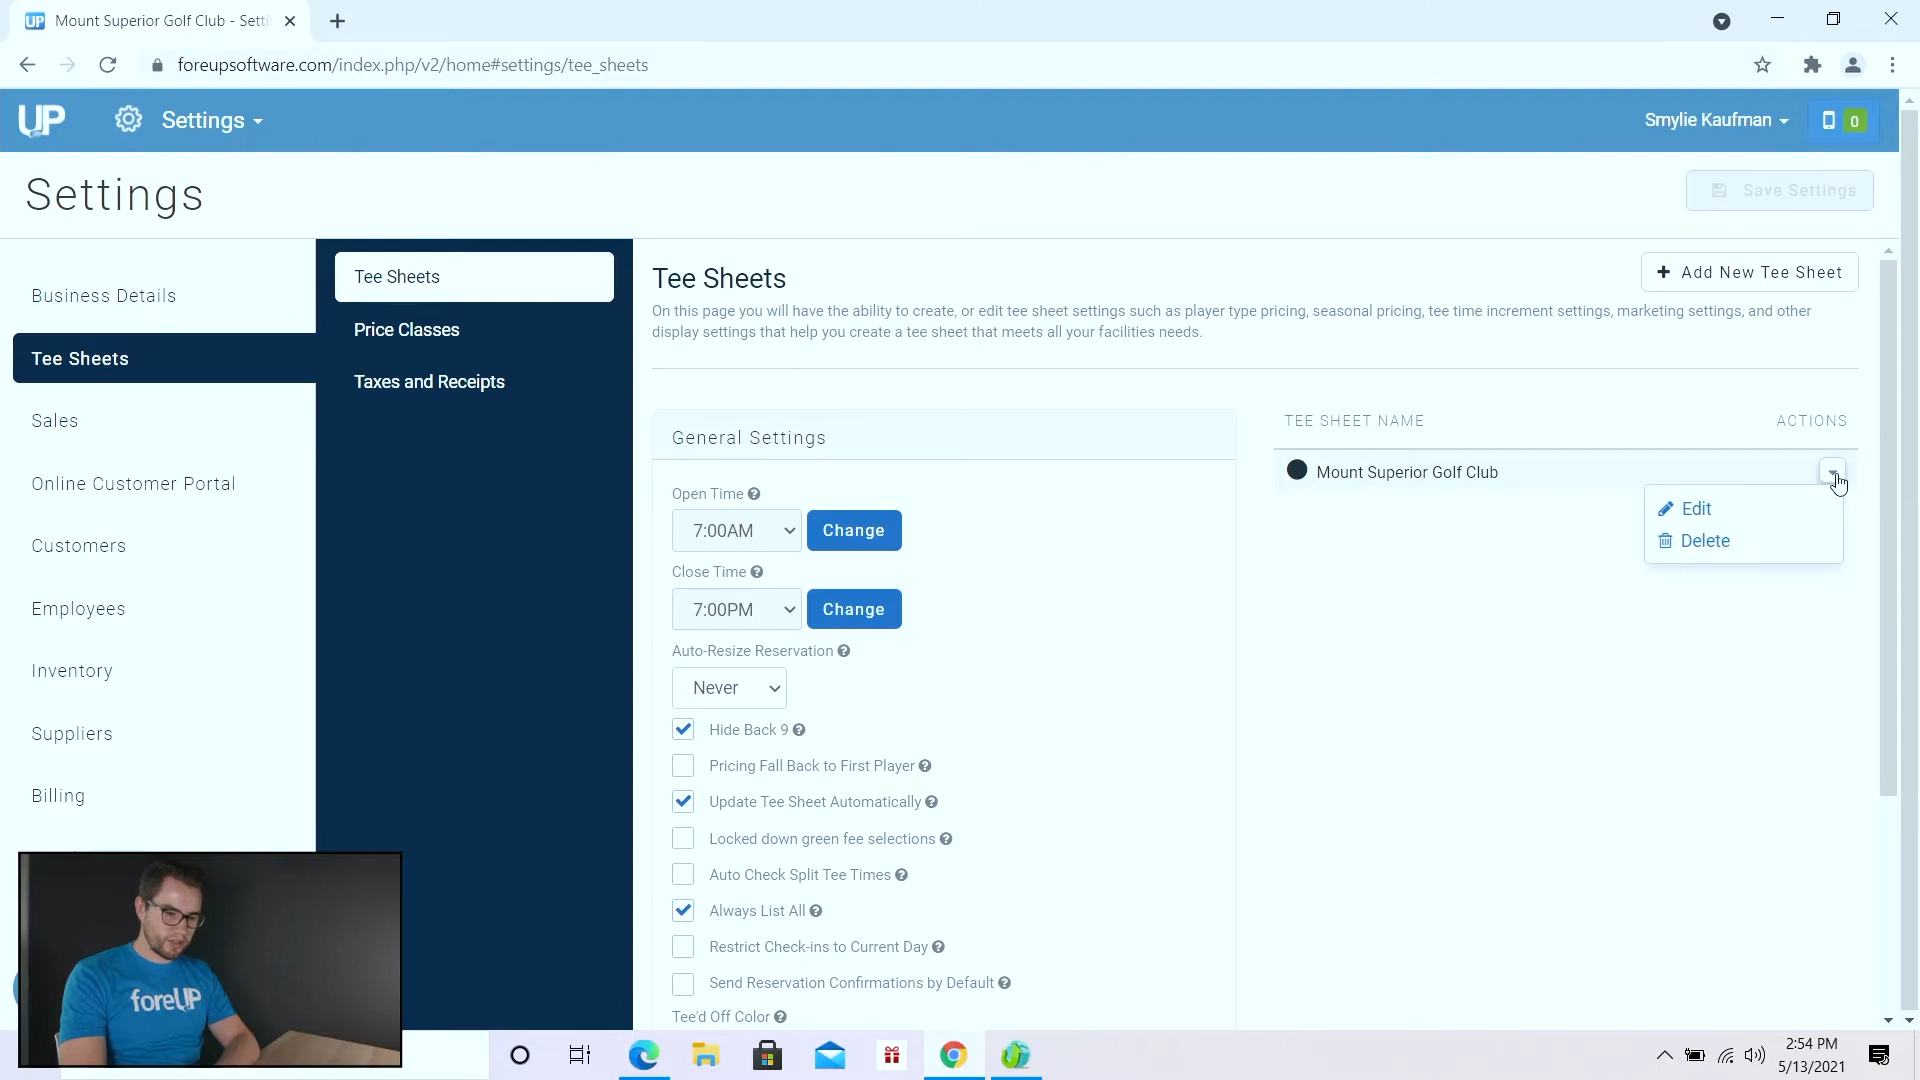 Mount Superior Golf Club - Setti
foreupsoftware.com/index.php/v2/home#settings/tee_sheets
UP
Settings
Smylie Kaufman
0
Settings
Save Settings
Business Details
Tee Sheets
Sales
Online Customer Portal
Customers
Employees
Inventory
Suppliers
Billing
Tee Sheets
Price Classes
Taxes and Receipts
Tee Sheets
+ Add New Tee Sheet
On this page you will have the ability to create, or edit tee sheet settings such as player type pricing, seasonal pricing, tee time increment settings, marketing settings, and other
display settings that help you create a tee sheet that meets all your facilities needs.
General Settings
Open Time
7:00AM
Change
Close Time
7:00PM
Change
Auto-Resize Reservation
Never
Hide Back 9
Pricing Fall Back to First Player
Update Tee Sheet Automatically
Locked down green fee selections
Auto Check Split Tee Times
Always List All
Restrict Check-ins to Current Day
Send Reservation Confirmations by Default
Tee'd Off Color
TEE SHEET NAME
ACTIONS
Mount Superior Golf Club
Edit
Delete
foreUP
2:54 PM
5/13/2021